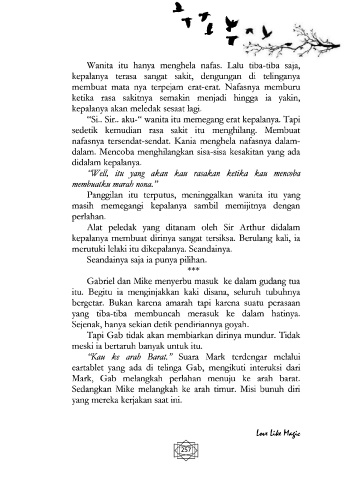 Wanita itu hanya menghela nafas. Lalu tiba-tiba saja,
kepalanya terasa sangat sakit, dengungan di telinganya
membuat mata nya terpejam erat-erat. Nafasnya memburu
ketika rasa sakitnya semakin menjadi hingga ia yakin,
kepalanya akan meledak sesaat lagi.
"Si.. Sir.. aku-" wanita itu memegang erat kepalanya. Tapi
sedetik kemudian rasa sakit itu menghilang. Membuat
nafasnya tersendat-sendat. Kania menghela nafasnya dalam-
dalam. Mencoba menghilangkan sisa-sisa kesakitan yang ada
didalam kepalanya.
"Well, itu yang akan kau rasakan ketika kau mencoba
membuatku marah nona."
Panggilan itu terputus, meninggalkan wanita itu yang
masih memegangi kepalanya sambil memijitnya dengan
perlahan.
Alat peledak yang ditanam oleh Sir Arthur didalam
kepalanya membuat dirinya sangat tersiksa. Berulang kali, ia
merutuki lelaki itu dikepalanya. Seandainya.
Seandainya saja ia punya pilihan.
***
Gabriel dan Mike menyerbu masuk ke dalam gudang tua
itu. Begitu ia menginjakkan kaki disana, seluruh tubuhnya
bergetar. Bukan karena amarah tapi karena suatu perasaan
yang tiba-tiba membuncah merasuk ke dalam hatinya.
Sejenak, hanya sekian detik pendiriannya goyah.
Tapi Gab tidak akan membiarkan dirinya mundur. Tidak
meski ia bertaruh banyak untuk itu.
"Kau ke arah Barat." Suara Mark terdengar melalui
eartablet yang ada di telinga Gab, mengikuti interuksi dari
Mark, Gab melangkah perlahan menuju ke arah barat.
Sedangkan Mike melangkah ke arah timur. Misi bunuh diri
yang mereka kerjakan saat ini.
Love Like Magic
257